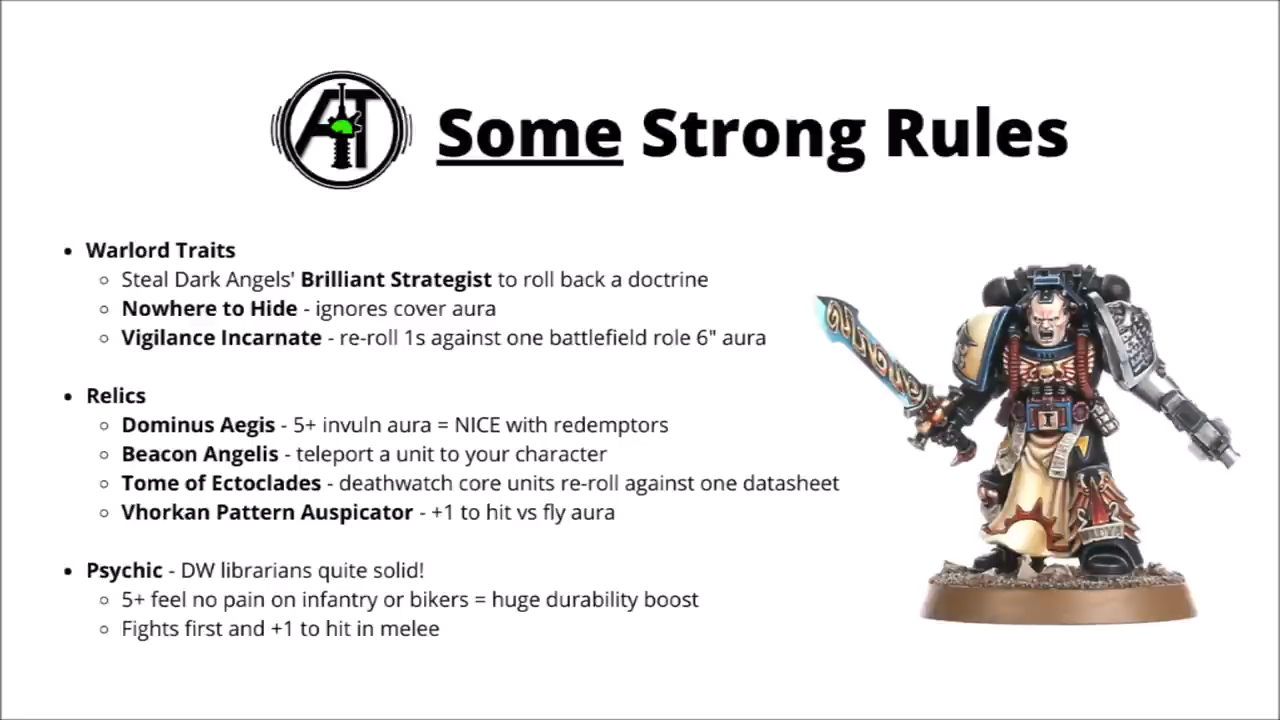 AT
Some Strong Rules
• Warlord Traits
◦ Steal Dark Angels' Brilliant Strategist to roll back a doctrine
◦ Nowhere to Hide - ignores cover aura
◦ Vigilance Incarnate - re-roll 1s against one battlefield role 6" aura
• Relics
◦ Dominus Aegis - 5+ invuln aura = NICE with redemptors
◦ Beacon Angelis - teleport a unit to your character
◦ Tome of Ectoclades - deathwatch core units re-roll against one datasheet
◦ Vhorkan Pattern Auspicator - +1 to hit vs fly aura
• Psychic - DW librarians quite solid!
◦ 5+ feel no pain on infantry or bikers = huge durability boost
◦ Fights first and +1 to hit in melee